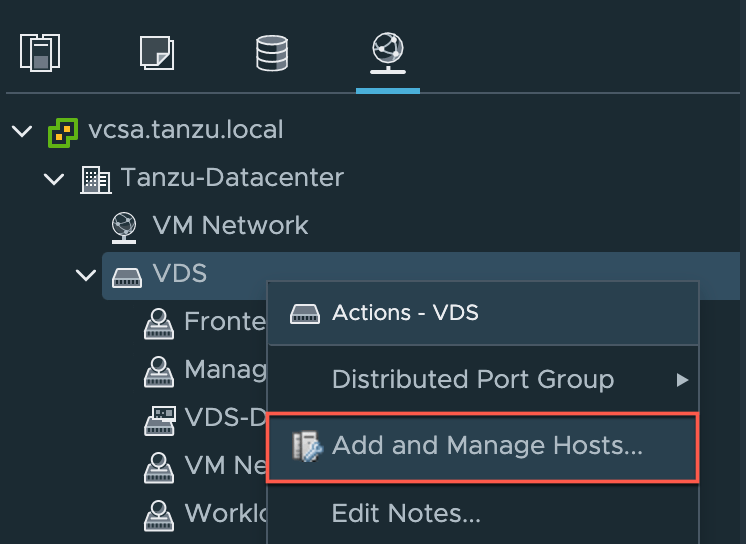 vcsa.tanzu.local
Tanzu-Datacenter
VM Network
VDS
Actions - VDS
Fronte
Distributed Port Group
Manag
VDS-D
Add and Manage Hosts...
VM Ne
Edit Notes...
Worklo